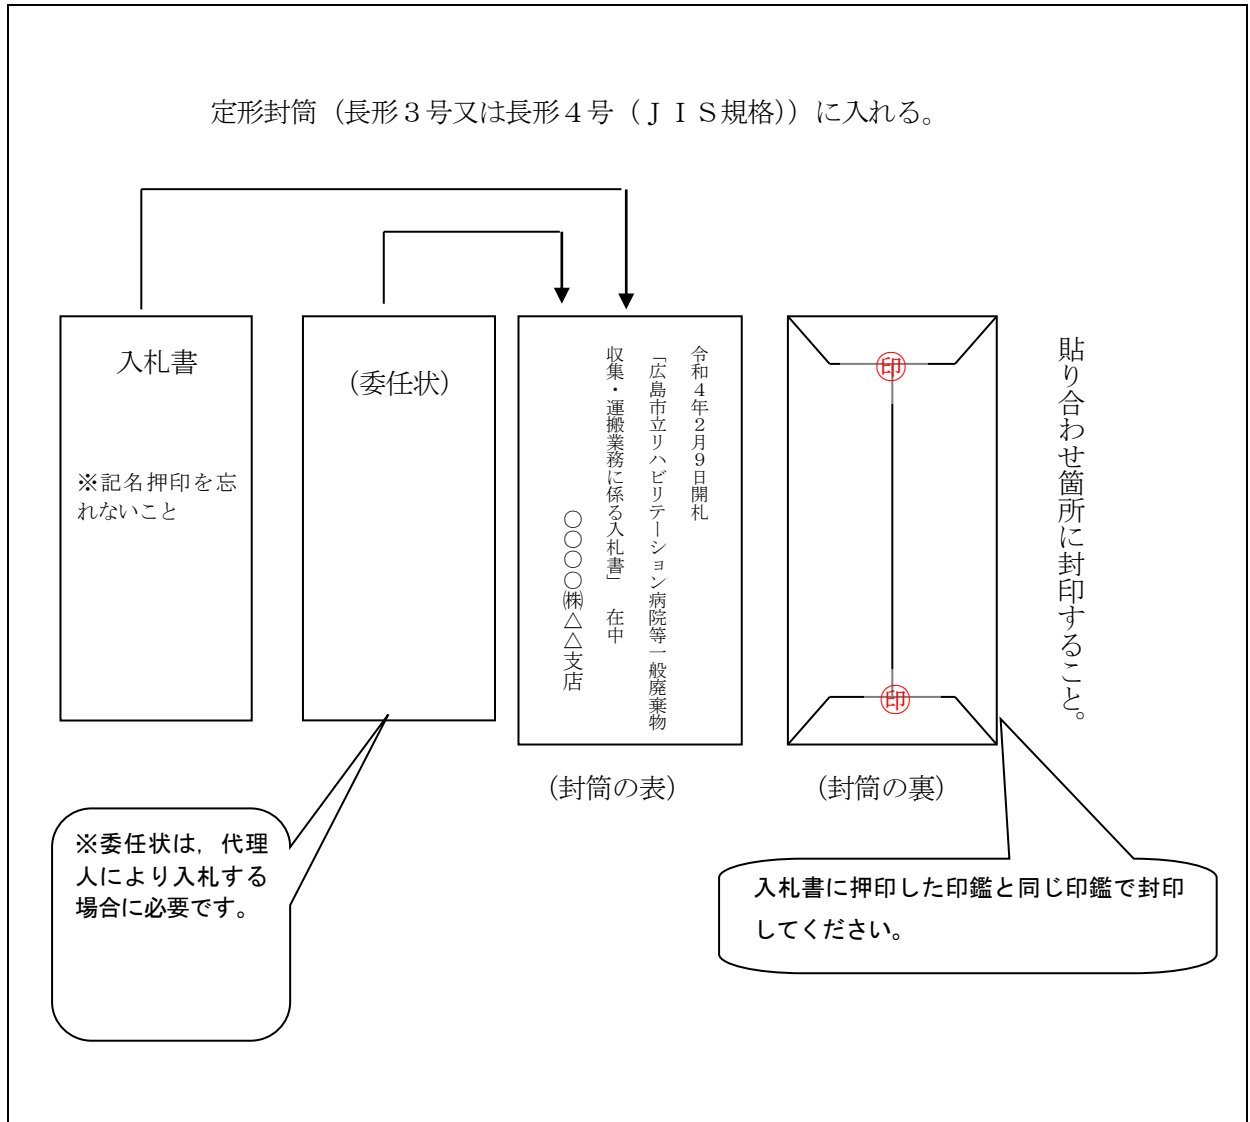 定形封筒（長形３号又は長形４号（ＪＩＳ規格））に入れる。
入札書
※記名押印を忘
れないこと
（委任状）
令和４年２月９日開札
「広島市立リハビリテーション病院等一般廃棄物
収集・運搬業務に係る入札書」　在中
〇〇〇〇㈱△△支店
印
印
貼り合わせ箇所に封印すること。
（封筒の表）
（封筒の裏）
※委任状は，代理
人により入札する
場合に必要です。
入札書に押印した印鑑と同じ印鑑で封印
してください。